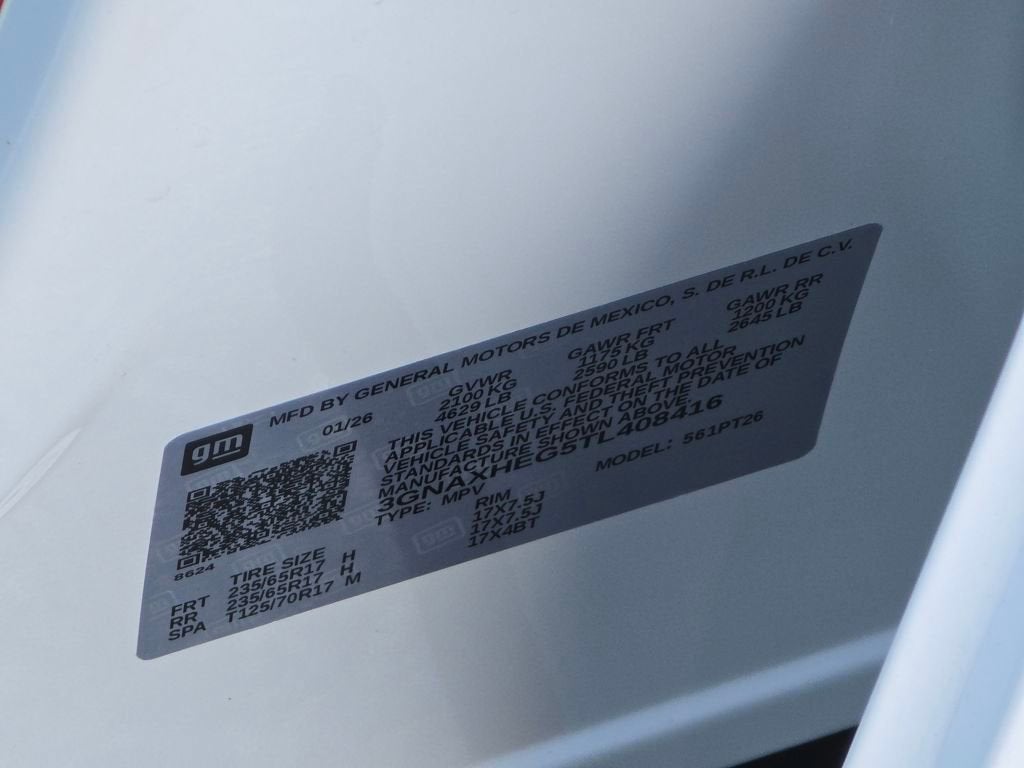 MFD BY GENERAL MOTORS DE MEXICO, S. DE R.L. DE C.V.
gm
01/26
GVWR
2100 KG
4629 LB
GAWR FRT
1175 KG
2590 LB
GAWR RR
1200 KG
2645 LB
THIS VEHICLE CONFORMS TO ALL
APPLICABLE U.S. FEDERAL MOTOR
VEHICLE SAFETY AND THEFT PREVENTION
STANDARDS IN EFFECT ON THE DATE OF
MANUFACTURE SHOWN ABOVE.
3GNAXHEG5TL408416
TYPE: MPV
MODEL: 561PT26
8624
TIRE SIZE RIM
FRT 235/65R17 H 17X7.5J
RR 235/65R17 H 17X7.5J
SPA T125/70R17 M 17X4BT